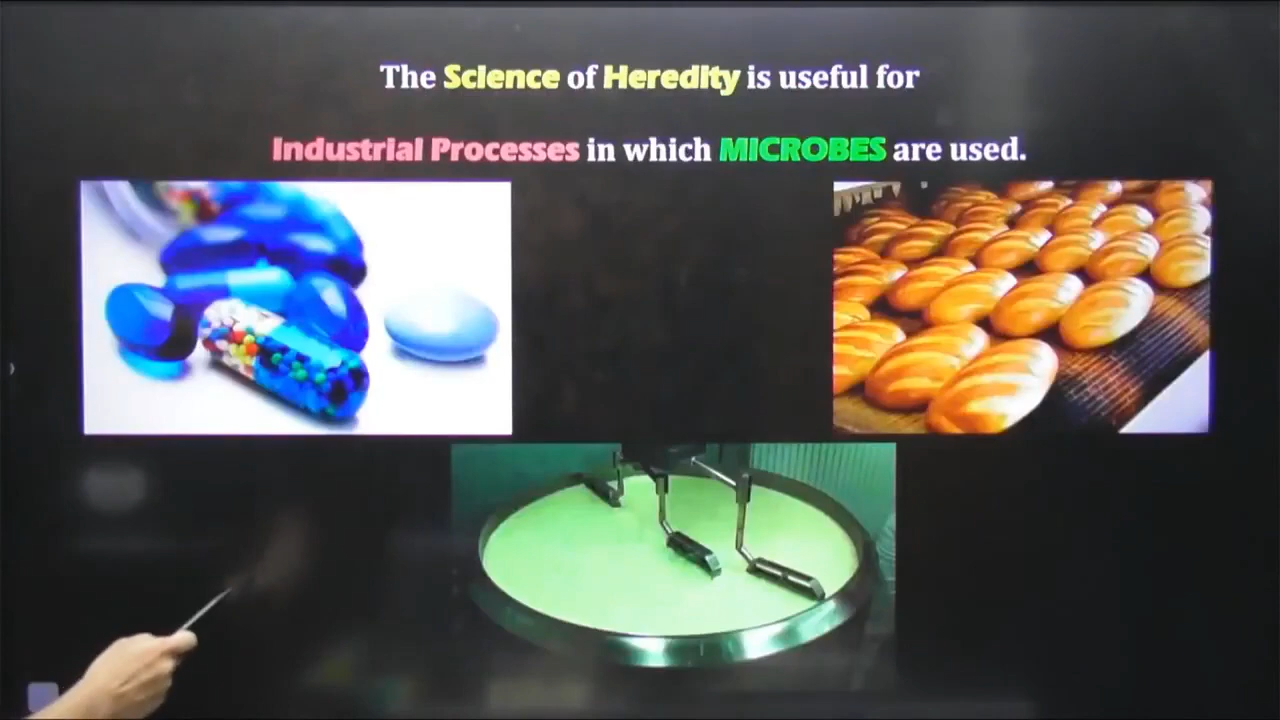 The Science of Heredity is useful for
Industrial Processes in which MICROBES are used.